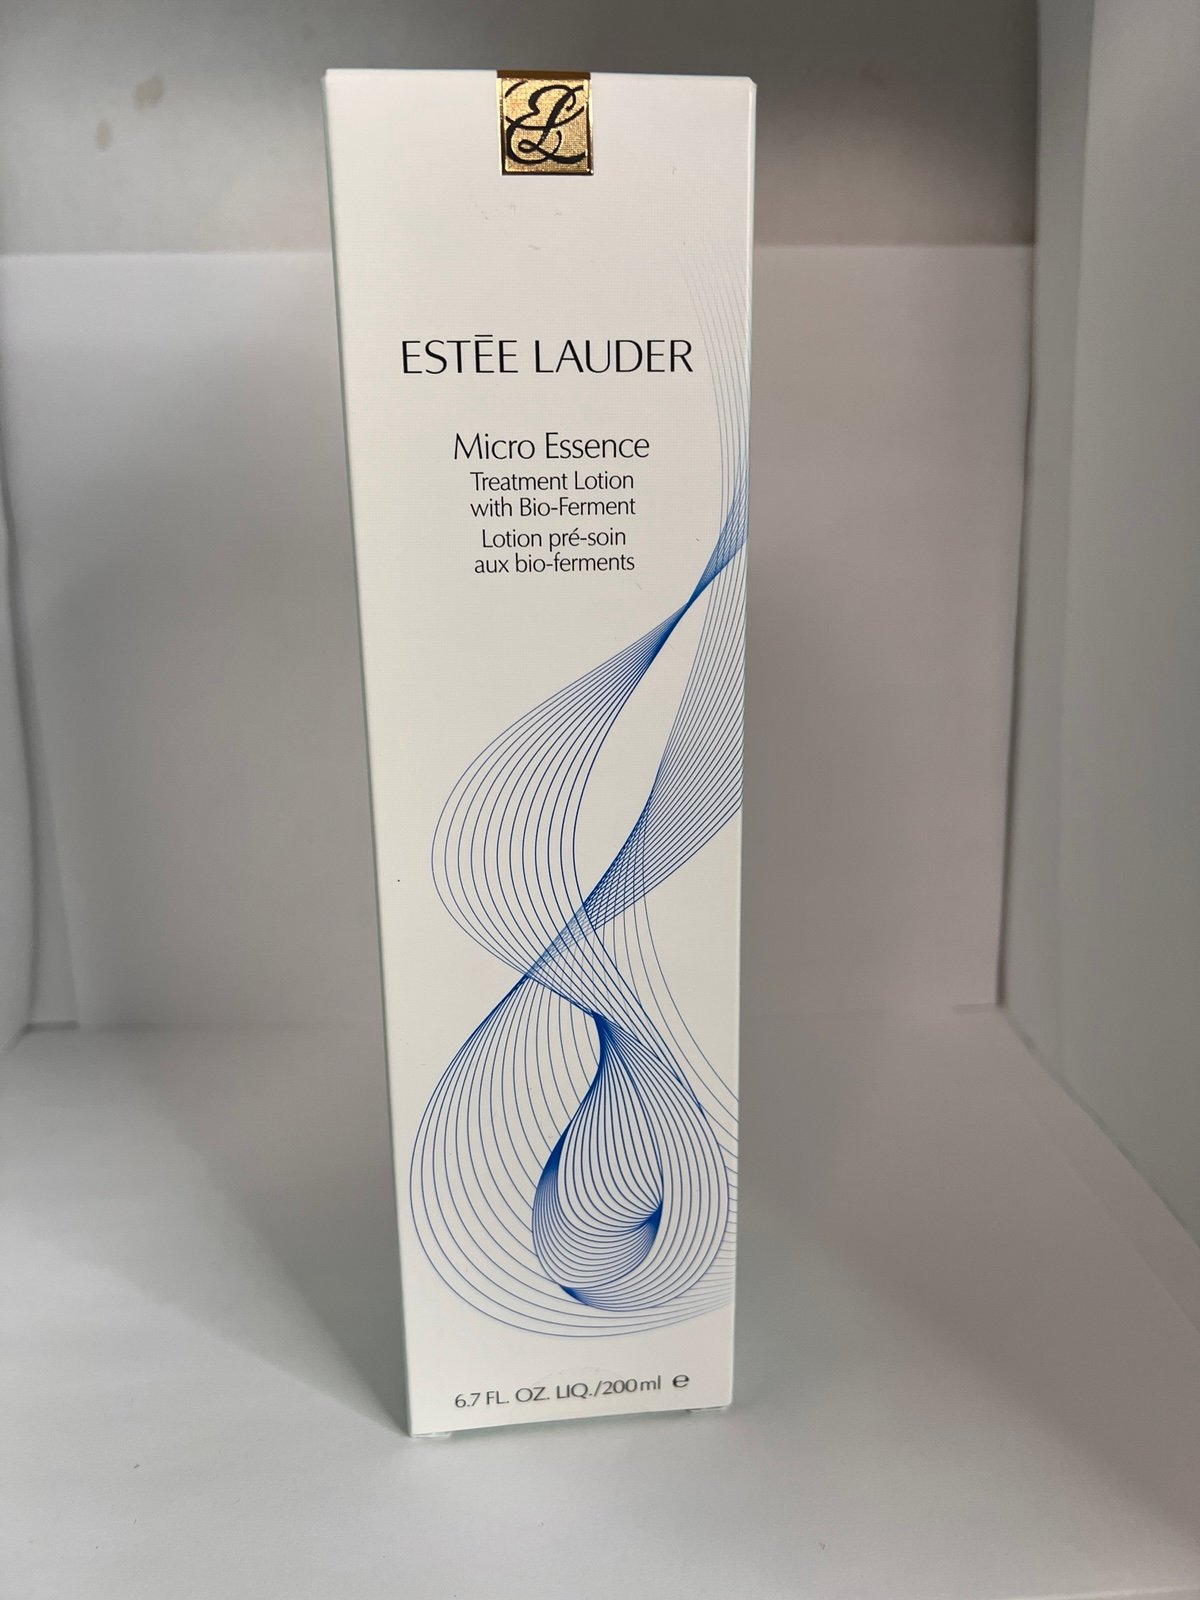 EL
ESTĒE LAUDER
Micro Essence
Treatment Lotion
with Bio-Ferment
Lotion pré-soin
aux bio-ferments
6.7 FL. OZ. LIQ./200ml ℮